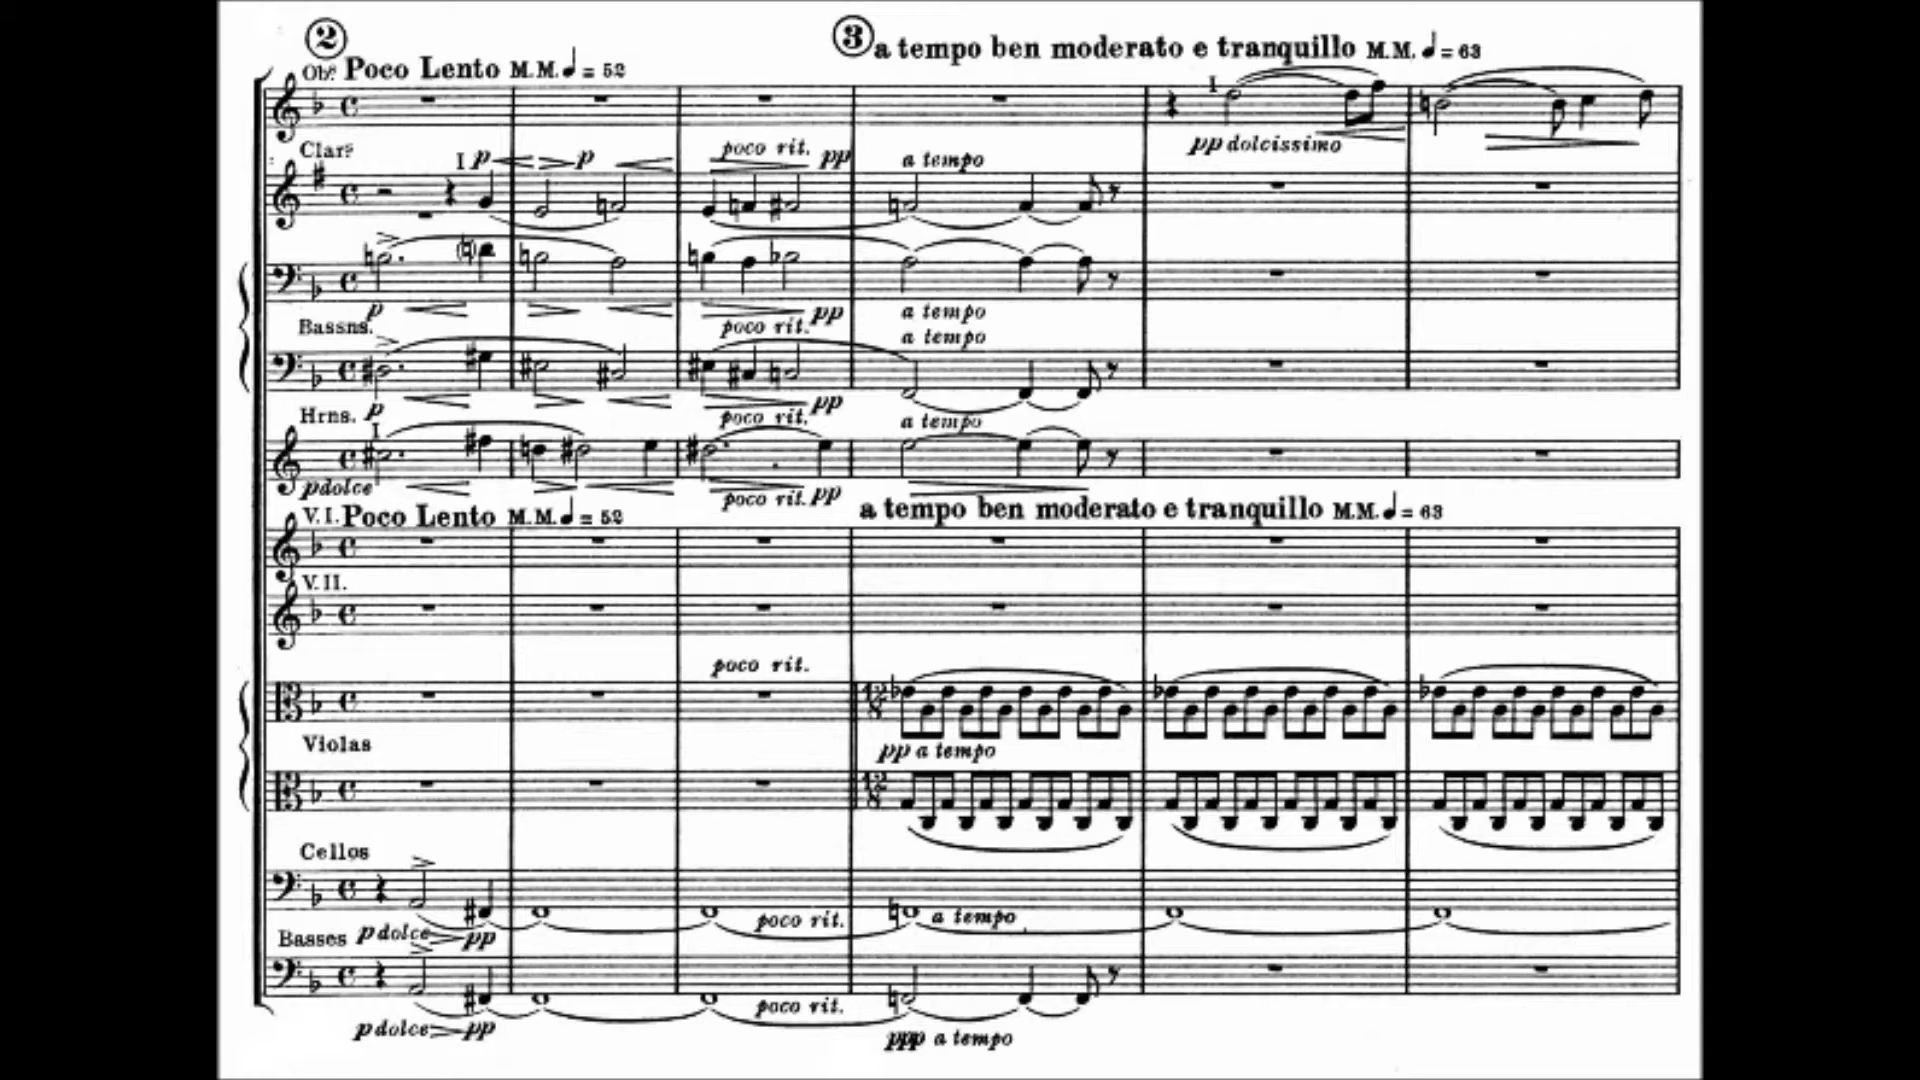 2 3 a tempo ben moderato e tranquillo M.M. ♩ = 63
Obs. Poco Lento M.M. ♩ = 52
I
pp dolcissimo
Clars. I p p poco rit. pp a tempo
p poco rit. pp a tempo
Bassns. a tempo
p poco rit. pp a tempo
Hrns. I
p dolce poco rit. pp
V.I. Poco Lento M.M. ♩ = 52 a tempo ben moderato e tranquillo M.M. ♩ = 63
V.II.
poco rit.
12 8
Violas pp a tempo
12 8
Cellos
p dolce pp poco rit. a tempo
Basses
p dolce pp poco rit. ppp a tempo